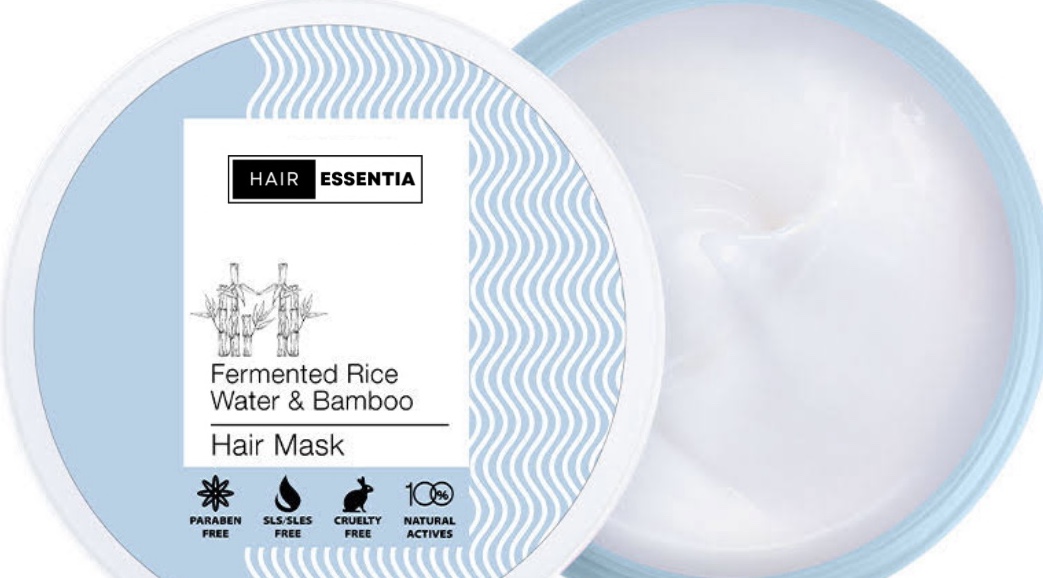 HAIR ESSENTIA
Fermented Rice
Water & Bamboo
Hair Mask
PARABEN
FREE
SLS/SLES
FREE
CRUELTY
FREE
100%
NATURAL
ACTIVES